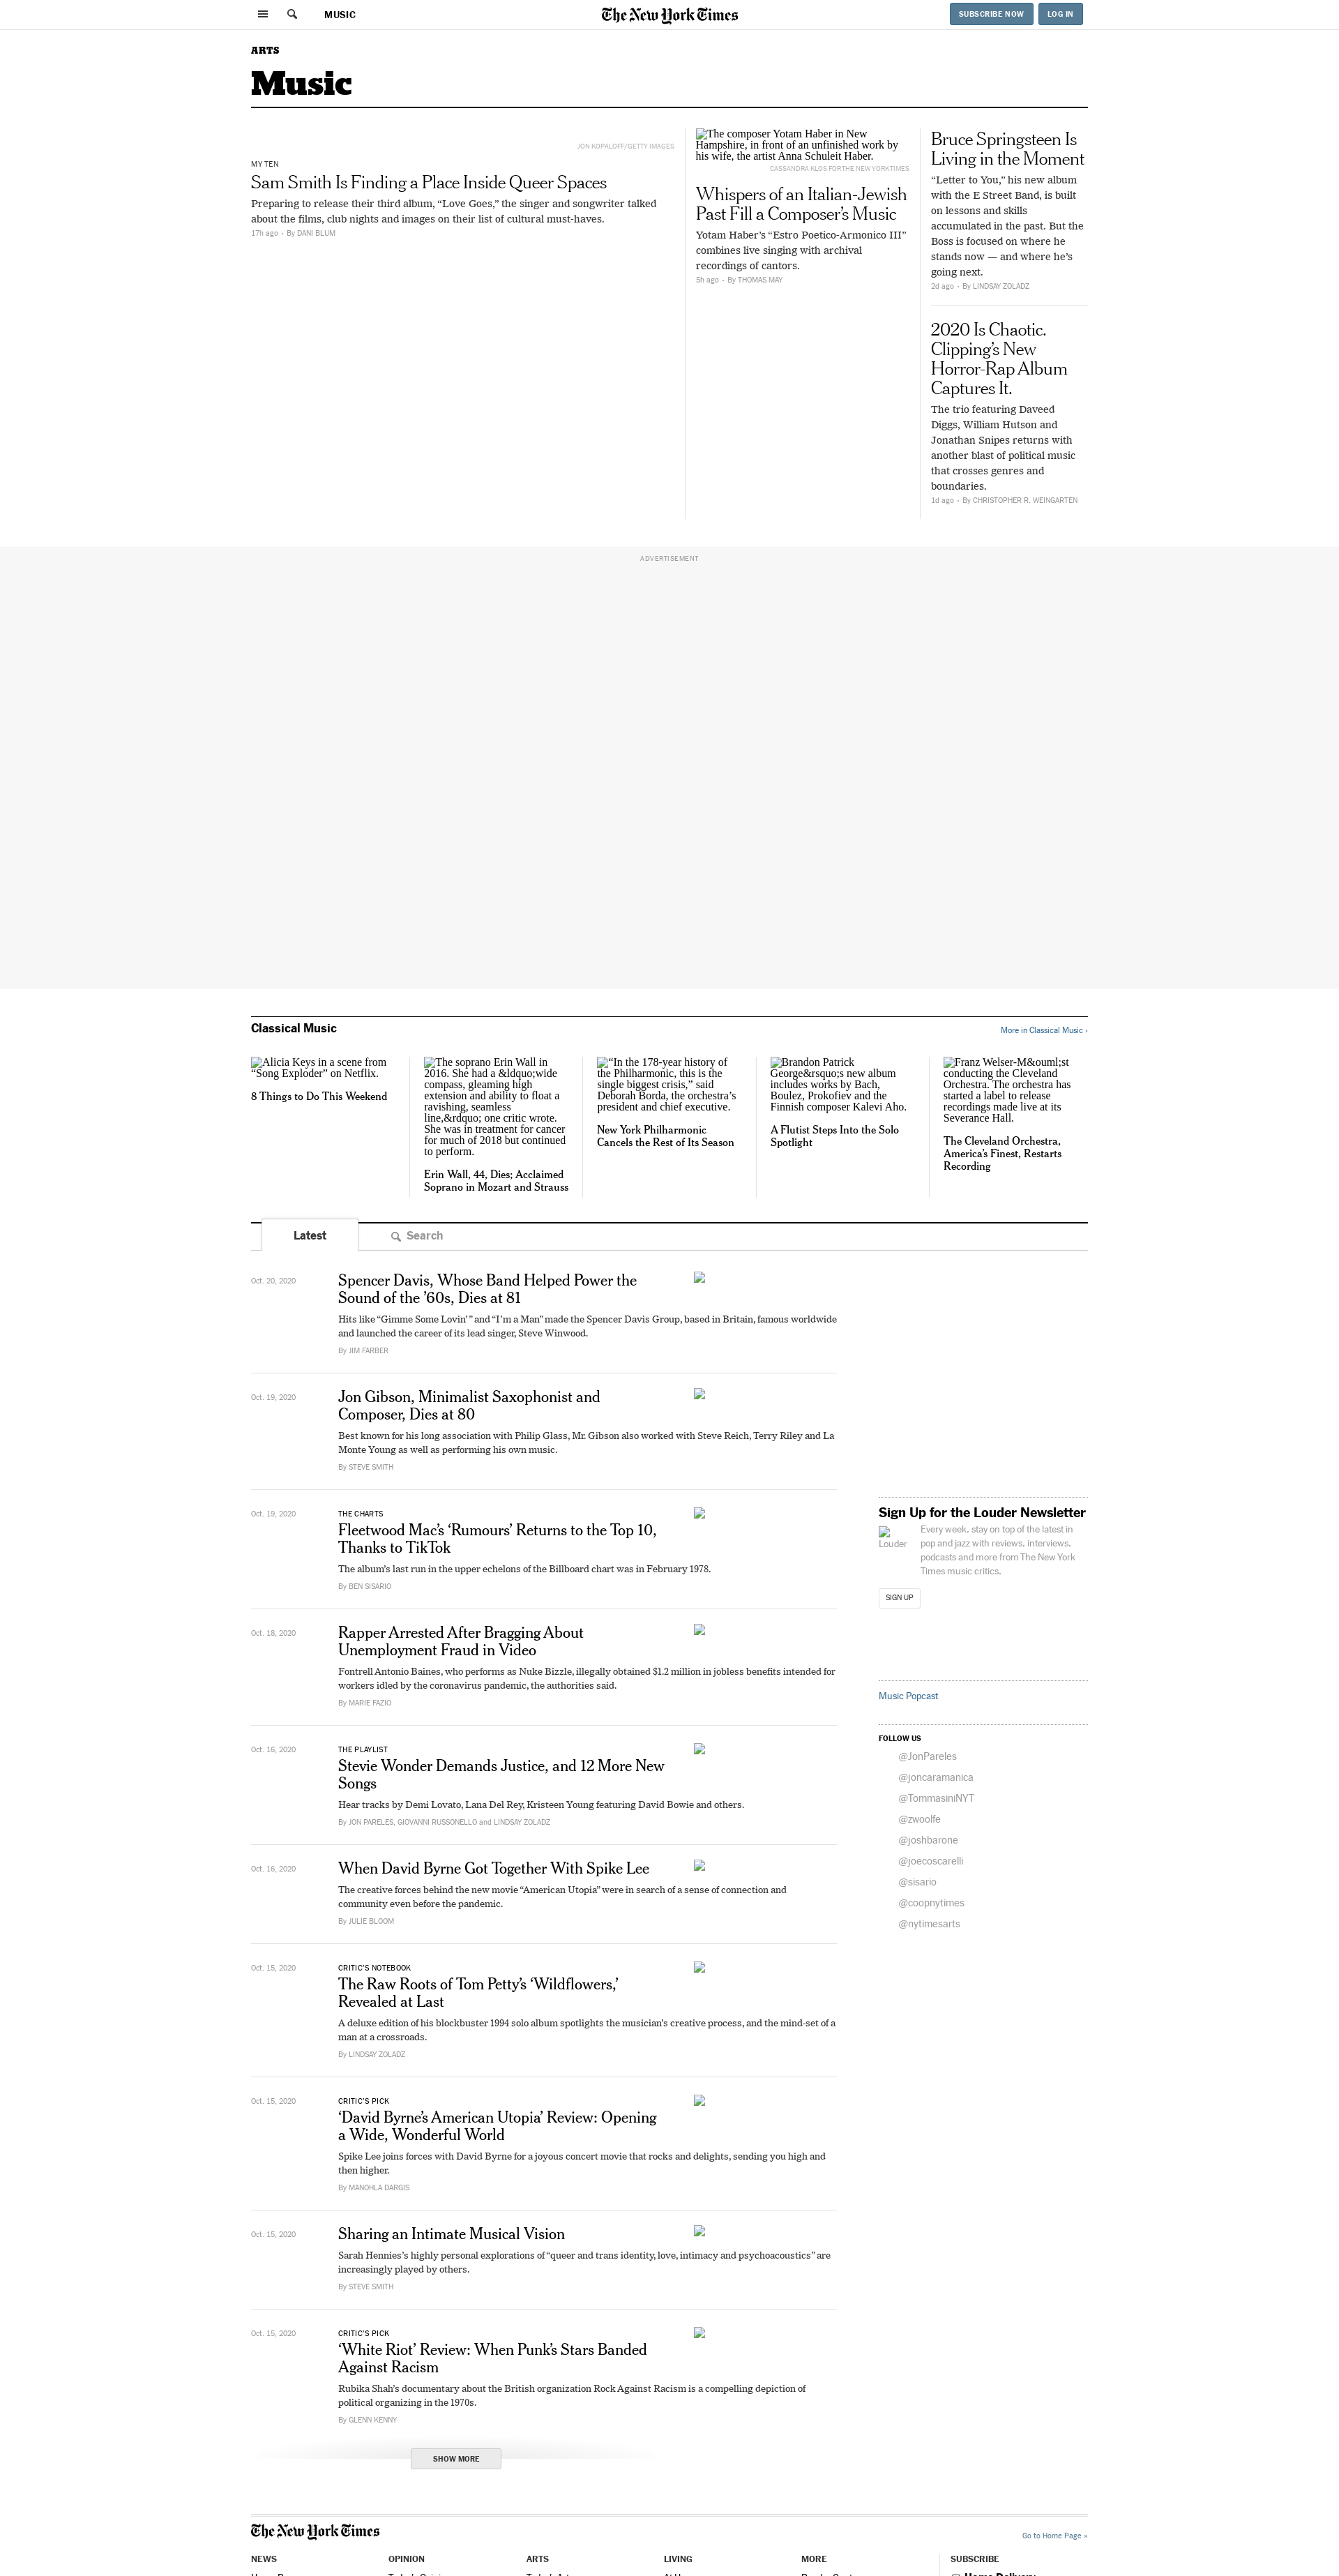 MUSIC
The New York Times
SUBSCRIBE NOW
LOG IN
ARTS
Music
JON KOPALOFF/GETTY IMAGES
MY TEN
Sam Smith Is Finding a Place Inside Queer Spaces
Preparing to release their third album, “Love Goes,” the singer and songwriter talked
about the films, club nights and images on their list of cultural must-haves.
17h ago • By DANI BLUM
The composer Yotam Haber in New
Hampshire, in front of an unfinished work by
his wife, the artist Anna Schuleit Haber.
CASSANDRA KLOS FOR THE NEW YORK TIMES
Whispers of an Italian-Jewish
Past Fill a Composer’s Music
Yotam Haber’s “Estro Poetico-Armonico III”
combines live singing with archival
recordings of cantors.
5h ago • By THOMAS MAY
Bruce Springsteen Is
Living in the Moment
“Letter to You,” his new album
with the E Street Band, is built
on lessons and skills
accumulated in the past. But the
Boss is focused on where he
stands now — and where he’s
going next.
2d ago • By LINDSAY ZOLADZ
2020 Is Chaotic.
Clipping’s New
Horror-Rap Album
Captures It.
The trio featuring Daveed
Diggs, William Hutson and
Jonathan Snipes returns with
another blast of political music
that crosses genres and
boundaries.
1d ago • By CHRISTOPHER R. WEINGARTEN
ADVERTISEMENT
Classical Music
More in Classical Music ›
Alicia Keys in a scene from
“Song Exploder” on Netflix.
8 Things to Do This Weekend
The soprano Erin Wall in
2016. She had a &ldquo;wide
compass, gleaming high
extension and ability to float a
ravishing, seamless
line,&rdquo; one critic wrote.
She was in treatment for cancer
for much of 2018 but continued
to perform.
Erin Wall, 44, Dies; Acclaimed
Soprano in Mozart and Strauss
“In the 178-year history of
the Philharmonic, this is the
single biggest crisis,” said
Deborah Borda, the orchestra’s
president and chief executive.
New York Philharmonic
Cancels the Rest of Its Season
Brandon Patrick
George&rsquo;s new album
includes works by Bach,
Boulez, Prokofiev and the
Finnish composer Kalevi Aho.
A Flutist Steps Into the Solo
Spotlight
Franz Welser-M&ouml;st
conducting the Cleveland
Orchestra. The orchestra has
started a label to release
recordings made live at its
Severance Hall.
The Cleveland Orchestra,
America’s Finest, Restarts
Recording
Latest
Search
Oct. 20, 2020
Spencer Davis, Whose Band Helped Power the
Sound of the ’60s, Dies at 81
Hits like “Gimme Some Lovin’ ” and “I’m a Man” made the Spencer Davis Group, based in Britain, famous worldwide
and launched the career of its lead singer, Steve Winwood.
By JIM FARBER
Oct. 19, 2020
Jon Gibson, Minimalist Saxophonist and
Composer, Dies at 80
Best known for his long association with Philip Glass, Mr. Gibson also worked with Steve Reich, Terry Riley and La
Monte Young as well as performing his own music.
By STEVE SMITH
Oct. 19, 2020
THE CHARTS
Fleetwood Mac’s ‘Rumours’ Returns to the Top 10,
Thanks to TikTok
The album’s last run in the upper echelons of the Billboard chart was in February 1978.
By BEN SISARIO
Oct. 18, 2020
Rapper Arrested After Bragging About
Unemployment Fraud in Video
Fontrell Antonio Baines, who performs as Nuke Bizzle, illegally obtained $1.2 million in jobless benefits intended for
workers idled by the coronavirus pandemic, the authorities said.
By MARIE FAZIO
Oct. 16, 2020
THE PLAYLIST
Stevie Wonder Demands Justice, and 12 More New
Songs
Hear tracks by Demi Lovato, Lana Del Rey, Kristeen Young featuring David Bowie and others.
By JON PARELES, GIOVANNI RUSSONELLO and LINDSAY ZOLADZ
Oct. 16, 2020
When David Byrne Got Together With Spike Lee
The creative forces behind the new movie “American Utopia” were in search of a sense of connection and
community even before the pandemic.
By JULIE BLOOM
Oct. 15, 2020
CRITIC’S NOTEBOOK
The Raw Roots of Tom Petty’s ‘Wildflowers,’
Revealed at Last
A deluxe edition of his blockbuster 1994 solo album spotlights the musician’s creative process, and the mind-set of a
man at a crossroads.
By LINDSAY ZOLADZ
Oct. 15, 2020
CRITIC’S PICK
‘David Byrne’s American Utopia’ Review: Opening
a Wide, Wonderful World
Spike Lee joins forces with David Byrne for a joyous concert movie that rocks and delights, sending you high and
then higher.
By MANOHLA DARGIS
Oct. 15, 2020
Sharing an Intimate Musical Vision
Sarah Hennies’s highly personal explorations of “queer and trans identity, love, intimacy and psychoacoustics” are
increasingly played by others.
By STEVE SMITH
Oct. 15, 2020
CRITIC’S PICK
‘White Riot’ Review: When Punk’s Stars Banded
Against Racism
Rubika Shah’s documentary about the British organization Rock Against Racism is a compelling depiction of
political organizing in the 1970s.
By GLENN KENNY
SHOW MORE
Sign Up for the Louder Newsletter
Louder
Every week, stay on top of the latest in
pop and jazz with reviews, interviews,
podcasts and more from The New York
Times music critics.
SIGN UP
Music Popcast
FOLLOW US
@JonPareles
@joncaramanica
@TommasiniNYT
@zwoolfe
@joshbarone
@joecoscarelli
@sisario
@coopnytimes
@nytimesarts
The New York Times
Go to Home Page »
NEWS
OPINION
ARTS
LIVING
MORE
SUBSCRIBE